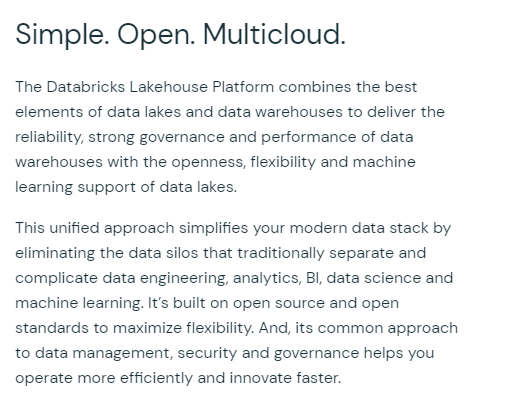 Simple. Open. Multicloud.
The Databricks Lakehouse Platform combines the best
elements of data lakes and data warehouses to deliver the
reliability, strong governance and performance of data
warehouses with the openness, flexibility and machine
learning support of data lakes.
This unified approach simplifies your modern data stack by
eliminating the data silos that traditionally separate and
complicate data engineering, analytics, BI, data science and
machine learning. It’s built on open source and open
standards to maximize flexibility. And, its common approach
to data management, security and governance helps you
operate more efficiently and innovate faster.